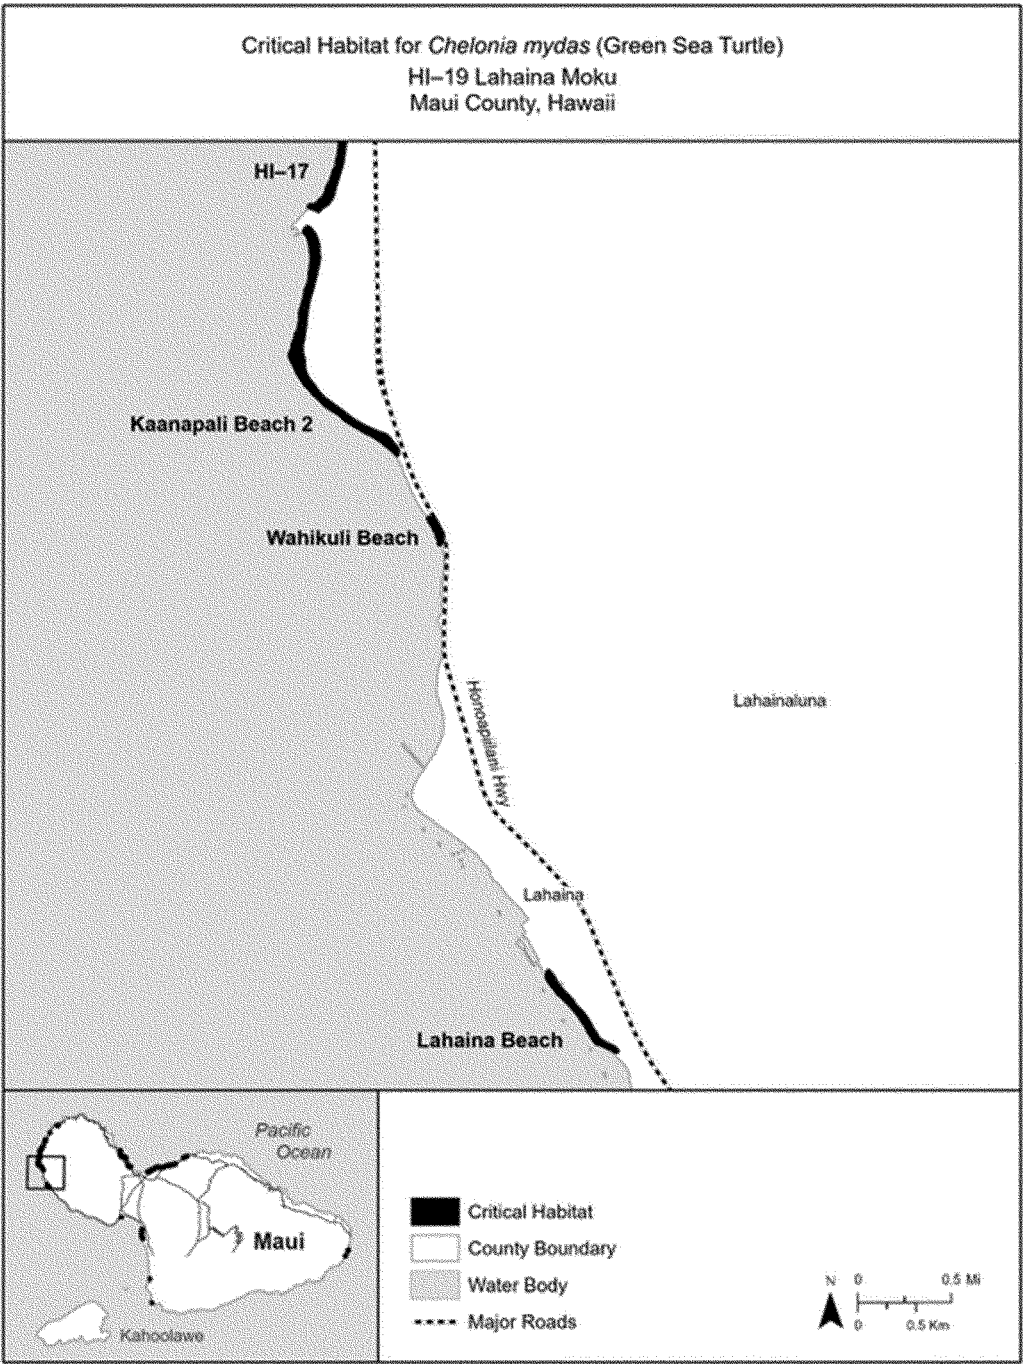 Critical Habitat for Chelonia mydas (Green Sea Turtle)
HI–19 Lahaina Moku
Maui County, Hawaii
HI–17
Kaanapali Beach 2
Wahikuli Beach
Lahainaluna
Honoapiilani Hwy
Lahaina
Lahaina Beach
Pacific
Ocean
Maui
Kahoolawe
Critical Habitat
County Boundary
Water Body
Major Roads
N
0 0.5 Mi
0 0.5 Km